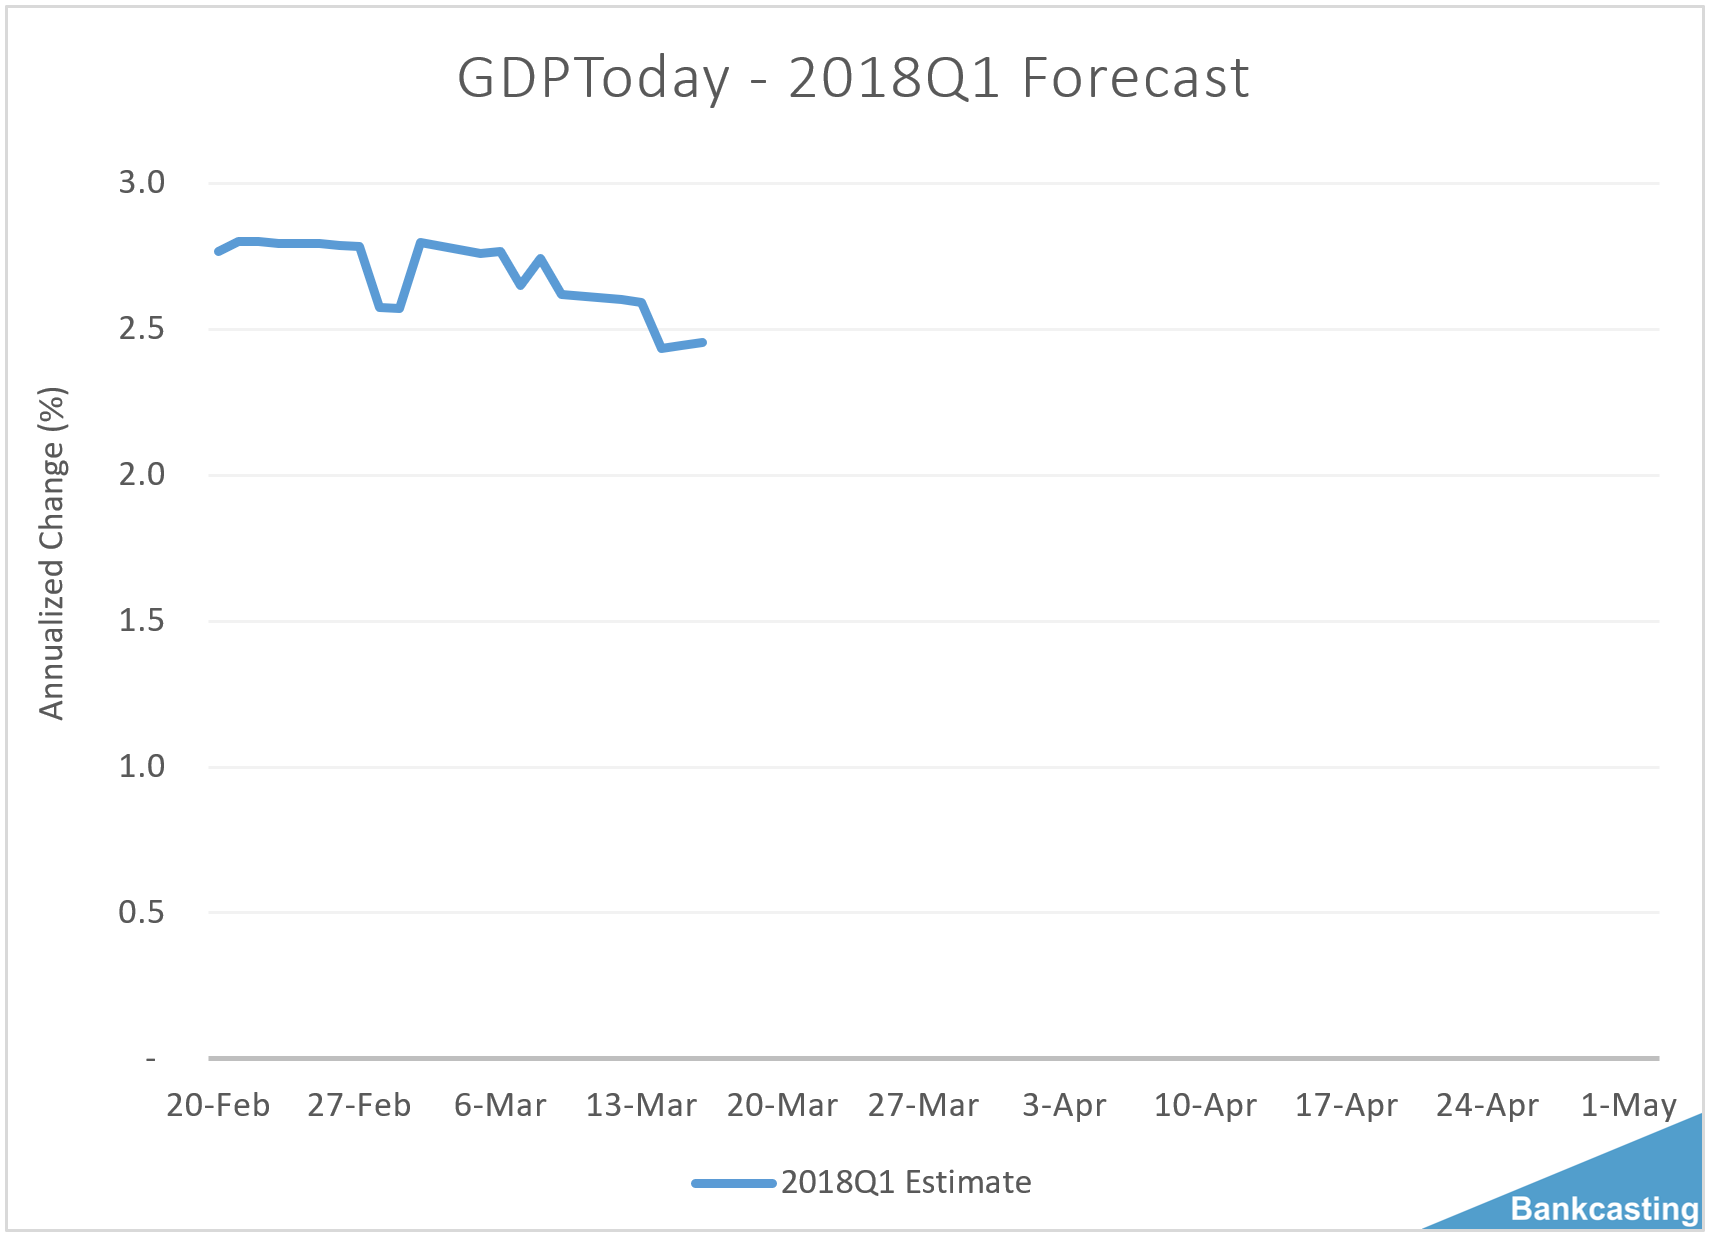 GDPToday - 2018Q1 Forecast
3.0
2.5
2.0
1.5
1.0
0.5
-
Annualized Change (%)
20-Feb 27-Feb 6-Mar 13-Mar 20-Mar 27-Mar 3-Apr 10-Apr 17-Apr 24-Apr 1-May
2018Q1 Estimate
Bankcasting